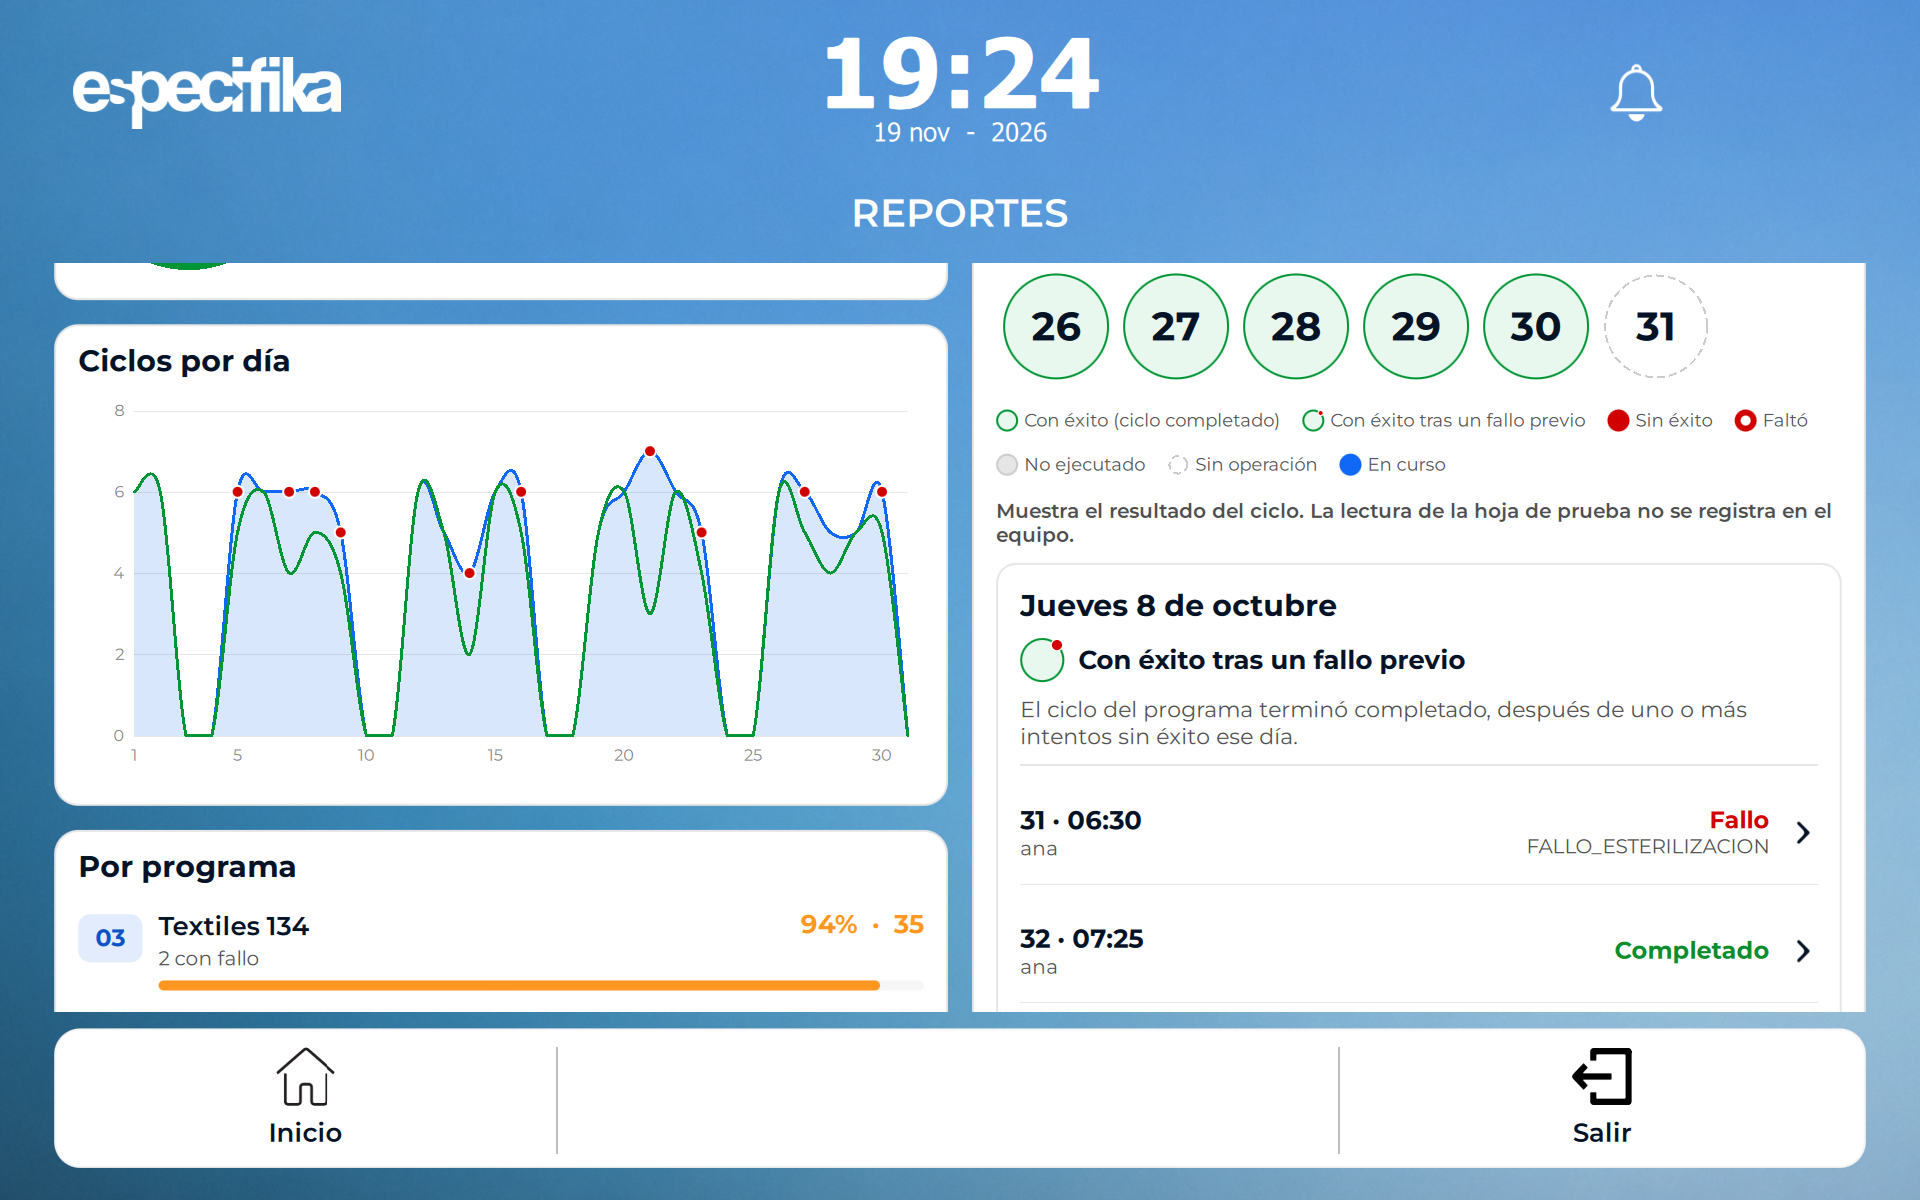 especifika
19:24
19 nov - 2026
REPORTES
Ciclos por día
8
6
4
2
0
1 5 10 15 20 25 30
Por programa
03
Textiles 134
94% · 35
2 con fallo
26 27 28 29 30 31
Con éxito (ciclo completado) Con éxito tras un fallo previo Sin éxito Faltó
No ejecutado Sin operación En curso
Muestra el resultado del ciclo. La lectura de la hoja de prueba no se registra en el
equipo.
Jueves 8 de octubre
Con éxito tras un fallo previo
El ciclo del programa terminó completado, después de uno o más
intentos sin éxito ese día.
31 · 06:30
Fallo
ana
FALLO_ESTERILIZACION
32 · 07:25
Completado
ana
Inicio
Salir